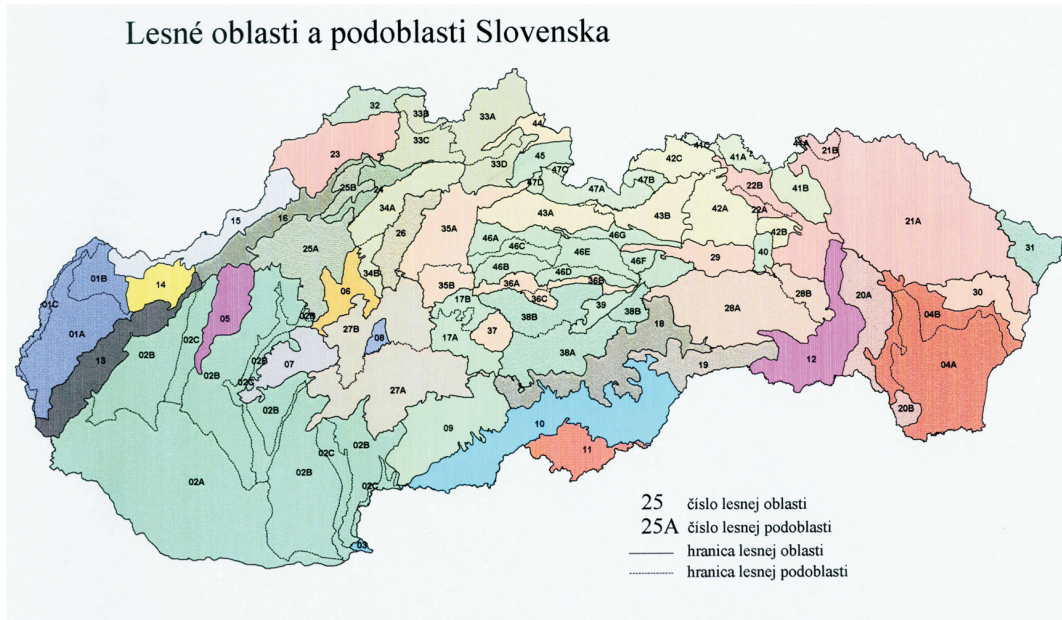 Lesné oblasti a podoblasti Slovenska
32
33B
33A
44
23
33C
33D
45
41C
41A
21B
25B
24
42C
41A
47C
47D
47A
47B
22B
41B
15
16
34A
26
35A
43A
43B
42A
22A
21A
25A
46A
46C
46G
42B
31
01B
34B
46E
29
40
14
46B
46D
46F
01C
06
35B
36A
36B
28B
20A
30
05
02B
17B
36C
39
28A
01A
27B
38B
38B
18
04B
13
02B
02C
08
17A
37
02B
07
38A
19
12
04A
02B
02C
27A
02B
09
10
20B
02C
02B
11
02A
02B
02C
03
25 číslo lesnej oblasti
25A číslo lesnej podoblasti
hranica lesnej oblasti
hranica lesnej podoblasti